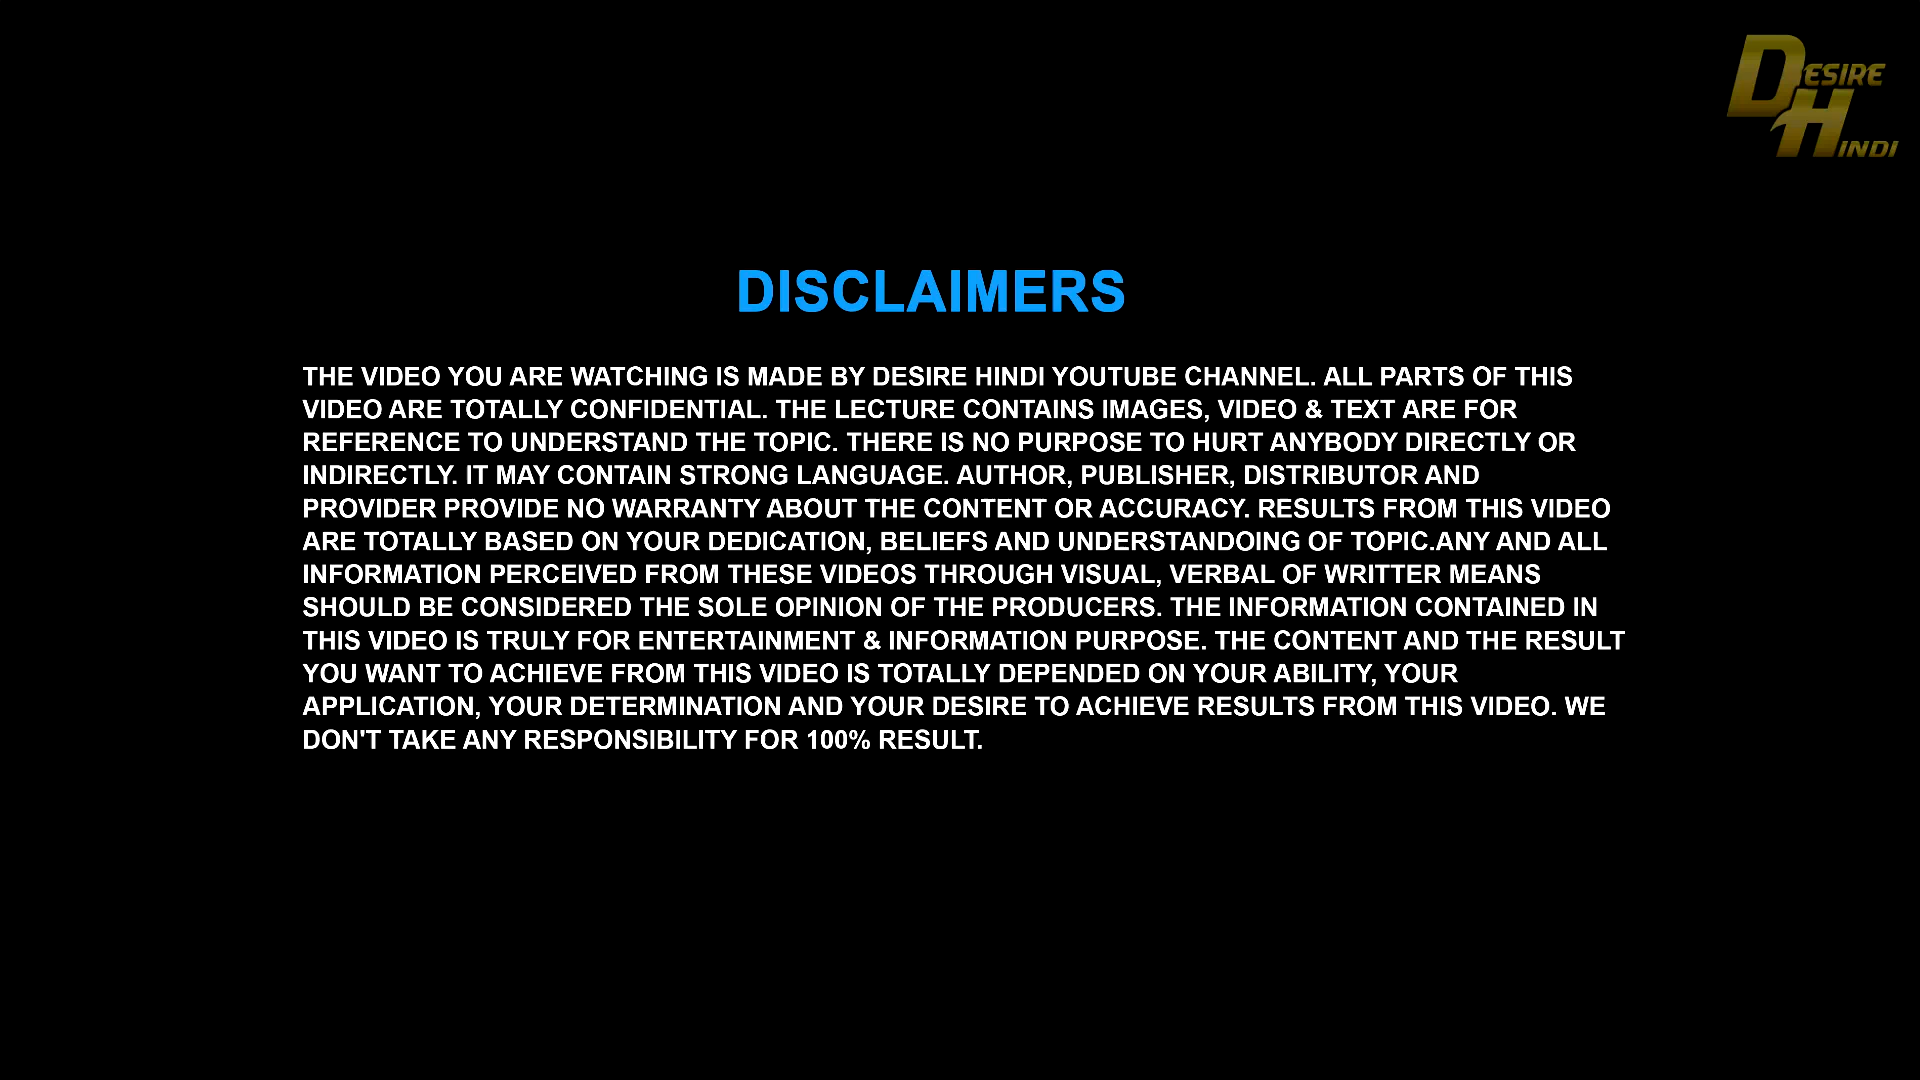 DESIRE
HINDI
DISCLAIMERS
THE VIDEO YOU ARE WATCHING IS MADE BY DESIRE HINDI YOUTUBE CHANNEL. ALL PARTS OF THIS
VIDEO ARE TOTALLY CONFIDENTIAL. THE LECTURE CONTAINS IMAGES, VIDEO & TEXT ARE FOR
REFERENCE TO UNDERSTAND THE TOPIC. THERE IS NO PURPOSE TO HURT ANYBODY DIRECTLY OR
INDIRECTLY. IT MAY CONTAIN STRONG LANGUAGE. AUTHOR, PUBLISHER, DISTRIBUTOR AND
PROVIDER PROVIDE NO WARRANTY ABOUT THE CONTENT OR ACCURACY. RESULTS FROM THIS VIDEO
ARE TOTALLY BASED ON YOUR DEDICATION, BELIEFS AND UNDERSTANDOING OF TOPIC.ANY AND ALL
INFORMATION PERCEIVED FROM THESE VIDEOS THROUGH VISUAL, VERBAL OF WRITTER MEANS
SHOULD BE CONSIDERED THE SOLE OPINION OF THE PRODUCERS. THE INFORMATION CONTAINED IN
THIS VIDEO IS TRULY FOR ENTERTAINMENT & INFORMATION PURPOSE. THE CONTENT AND THE RESULT
YOU WANT TO ACHIEVE FROM THIS VIDEO IS TOTALLY DEPENDED ON YOUR ABILITY, YOUR
APPLICATION, YOUR DETERMINATION AND YOUR DESIRE TO ACHIEVE RESULTS FROM THIS VIDEO. WE
DON'T TAKE ANY RESPONSIBILITY FOR 100% RESULT.